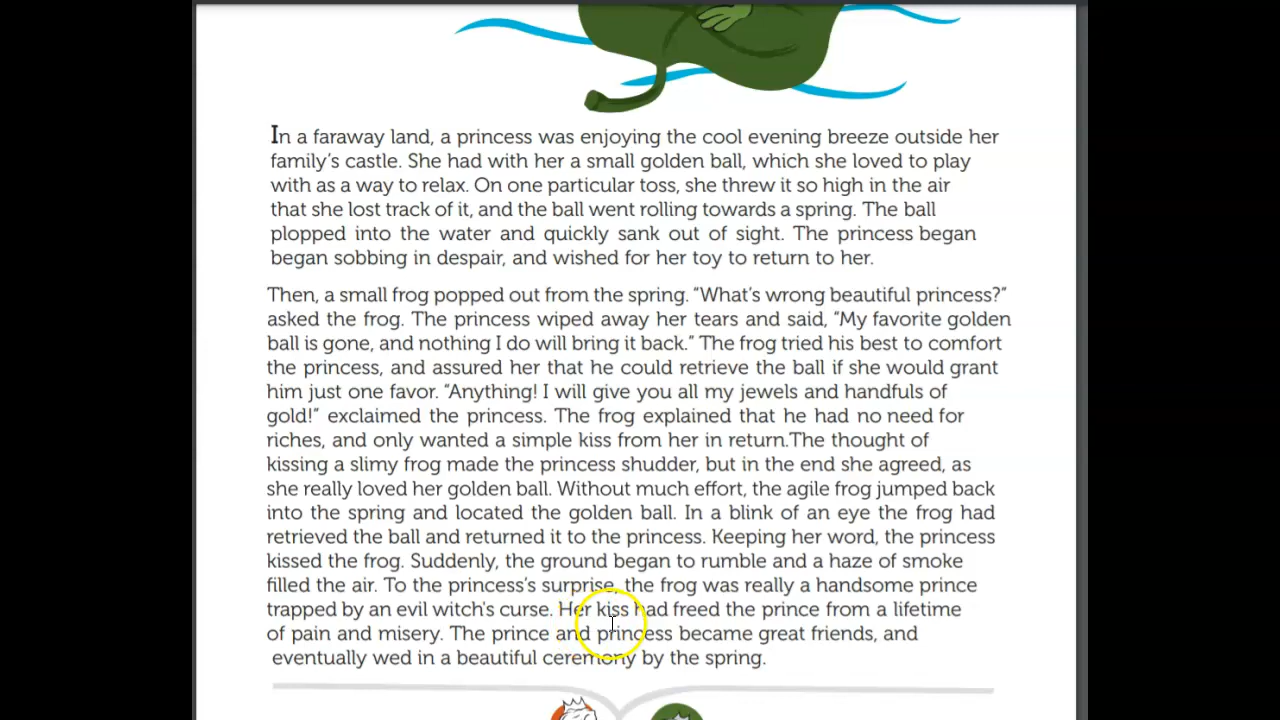 In a faraway land, a princess was enjoying the cool evening breeze outside her
family's castle. She had with her a small golden ball, which she loved to play
with as a way to relax. On one particular toss, she threw it so high in the air
that she lost track of it, and the ball went rolling towards a spring. The ball
plopped into the water and quickly sank out of sight. The princess began
began sobbing in despair, and wished for her toy to return to her.
Then, a small frog popped out from the spring. “What's wrong beautiful princess?”
asked the frog. The princess wiped away her tears and said, “My favorite golden
ball is gone, and nothing I do will bring it back.” The frog tried his best to comfort
the princess, and assured her that he could retrieve the ball if she would grant
him just one favor. “Anything! I will give you all my jewels and handfuls of
gold!” exclaimed the princess. The frog explained that he had no need for
riches, and only wanted a simple kiss from her in return.The thought of
kissing a slimy frog made the princess shudder, but in the end she agreed, as
she really loved her golden ball. Without much effort, the agile frog jumped back
into the spring and located the golden ball. In a blink of an eye the frog had
retrieved the ball and returned it to the princess. Keeping her word, the princess
kissed the frog. Suddenly, the ground began to rumble and a haze of smoke
filled the air. To the princess's surprise, the frog was really a handsome prince
trapped by an evil witch's curse. Her kiss had freed the prince from a lifetime
of pain and misery. The prince and princess became great friends, and
eventually wed in a beautiful ceremony by the spring.